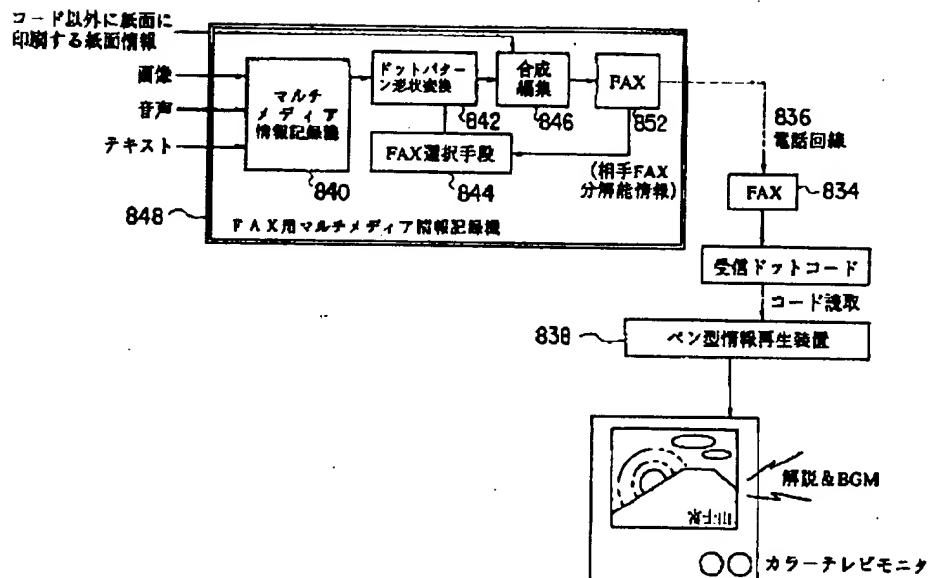 コード以外に紙面に
印刷する紙面情報
画像
音声
テキスト
マルチ
メディア
情報記録機
840
ドットパター
ン形状変換
842
合成
編集
846
FAX
852
FAX選択手段
844
(相手FAX
分解能情報)
848
FAX用マルチメディア情報記録機
836
電話回線
FAX
834
受信ドットコード
コード読取
838
ペン型情報再生装置
解説&BGM
カラーテレビモニタ